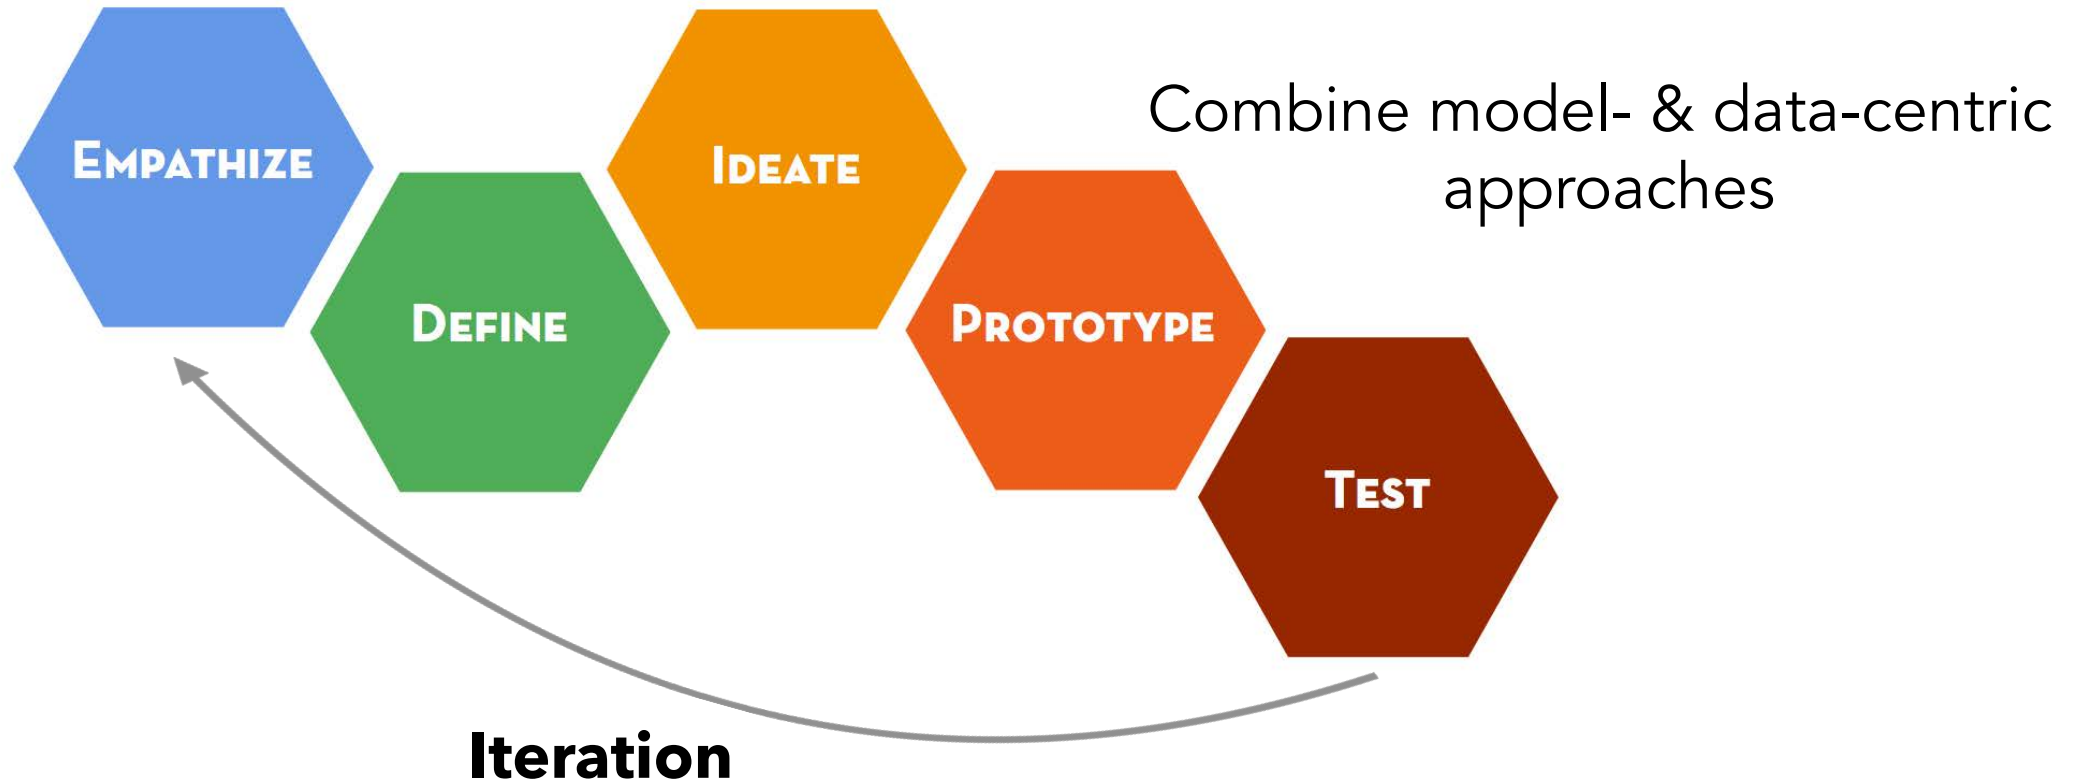 EMPATHIZE
DEFINE
IDEATE
PROTOTYPE
TEST
Combine model- & data-centric
approaches
Iteration